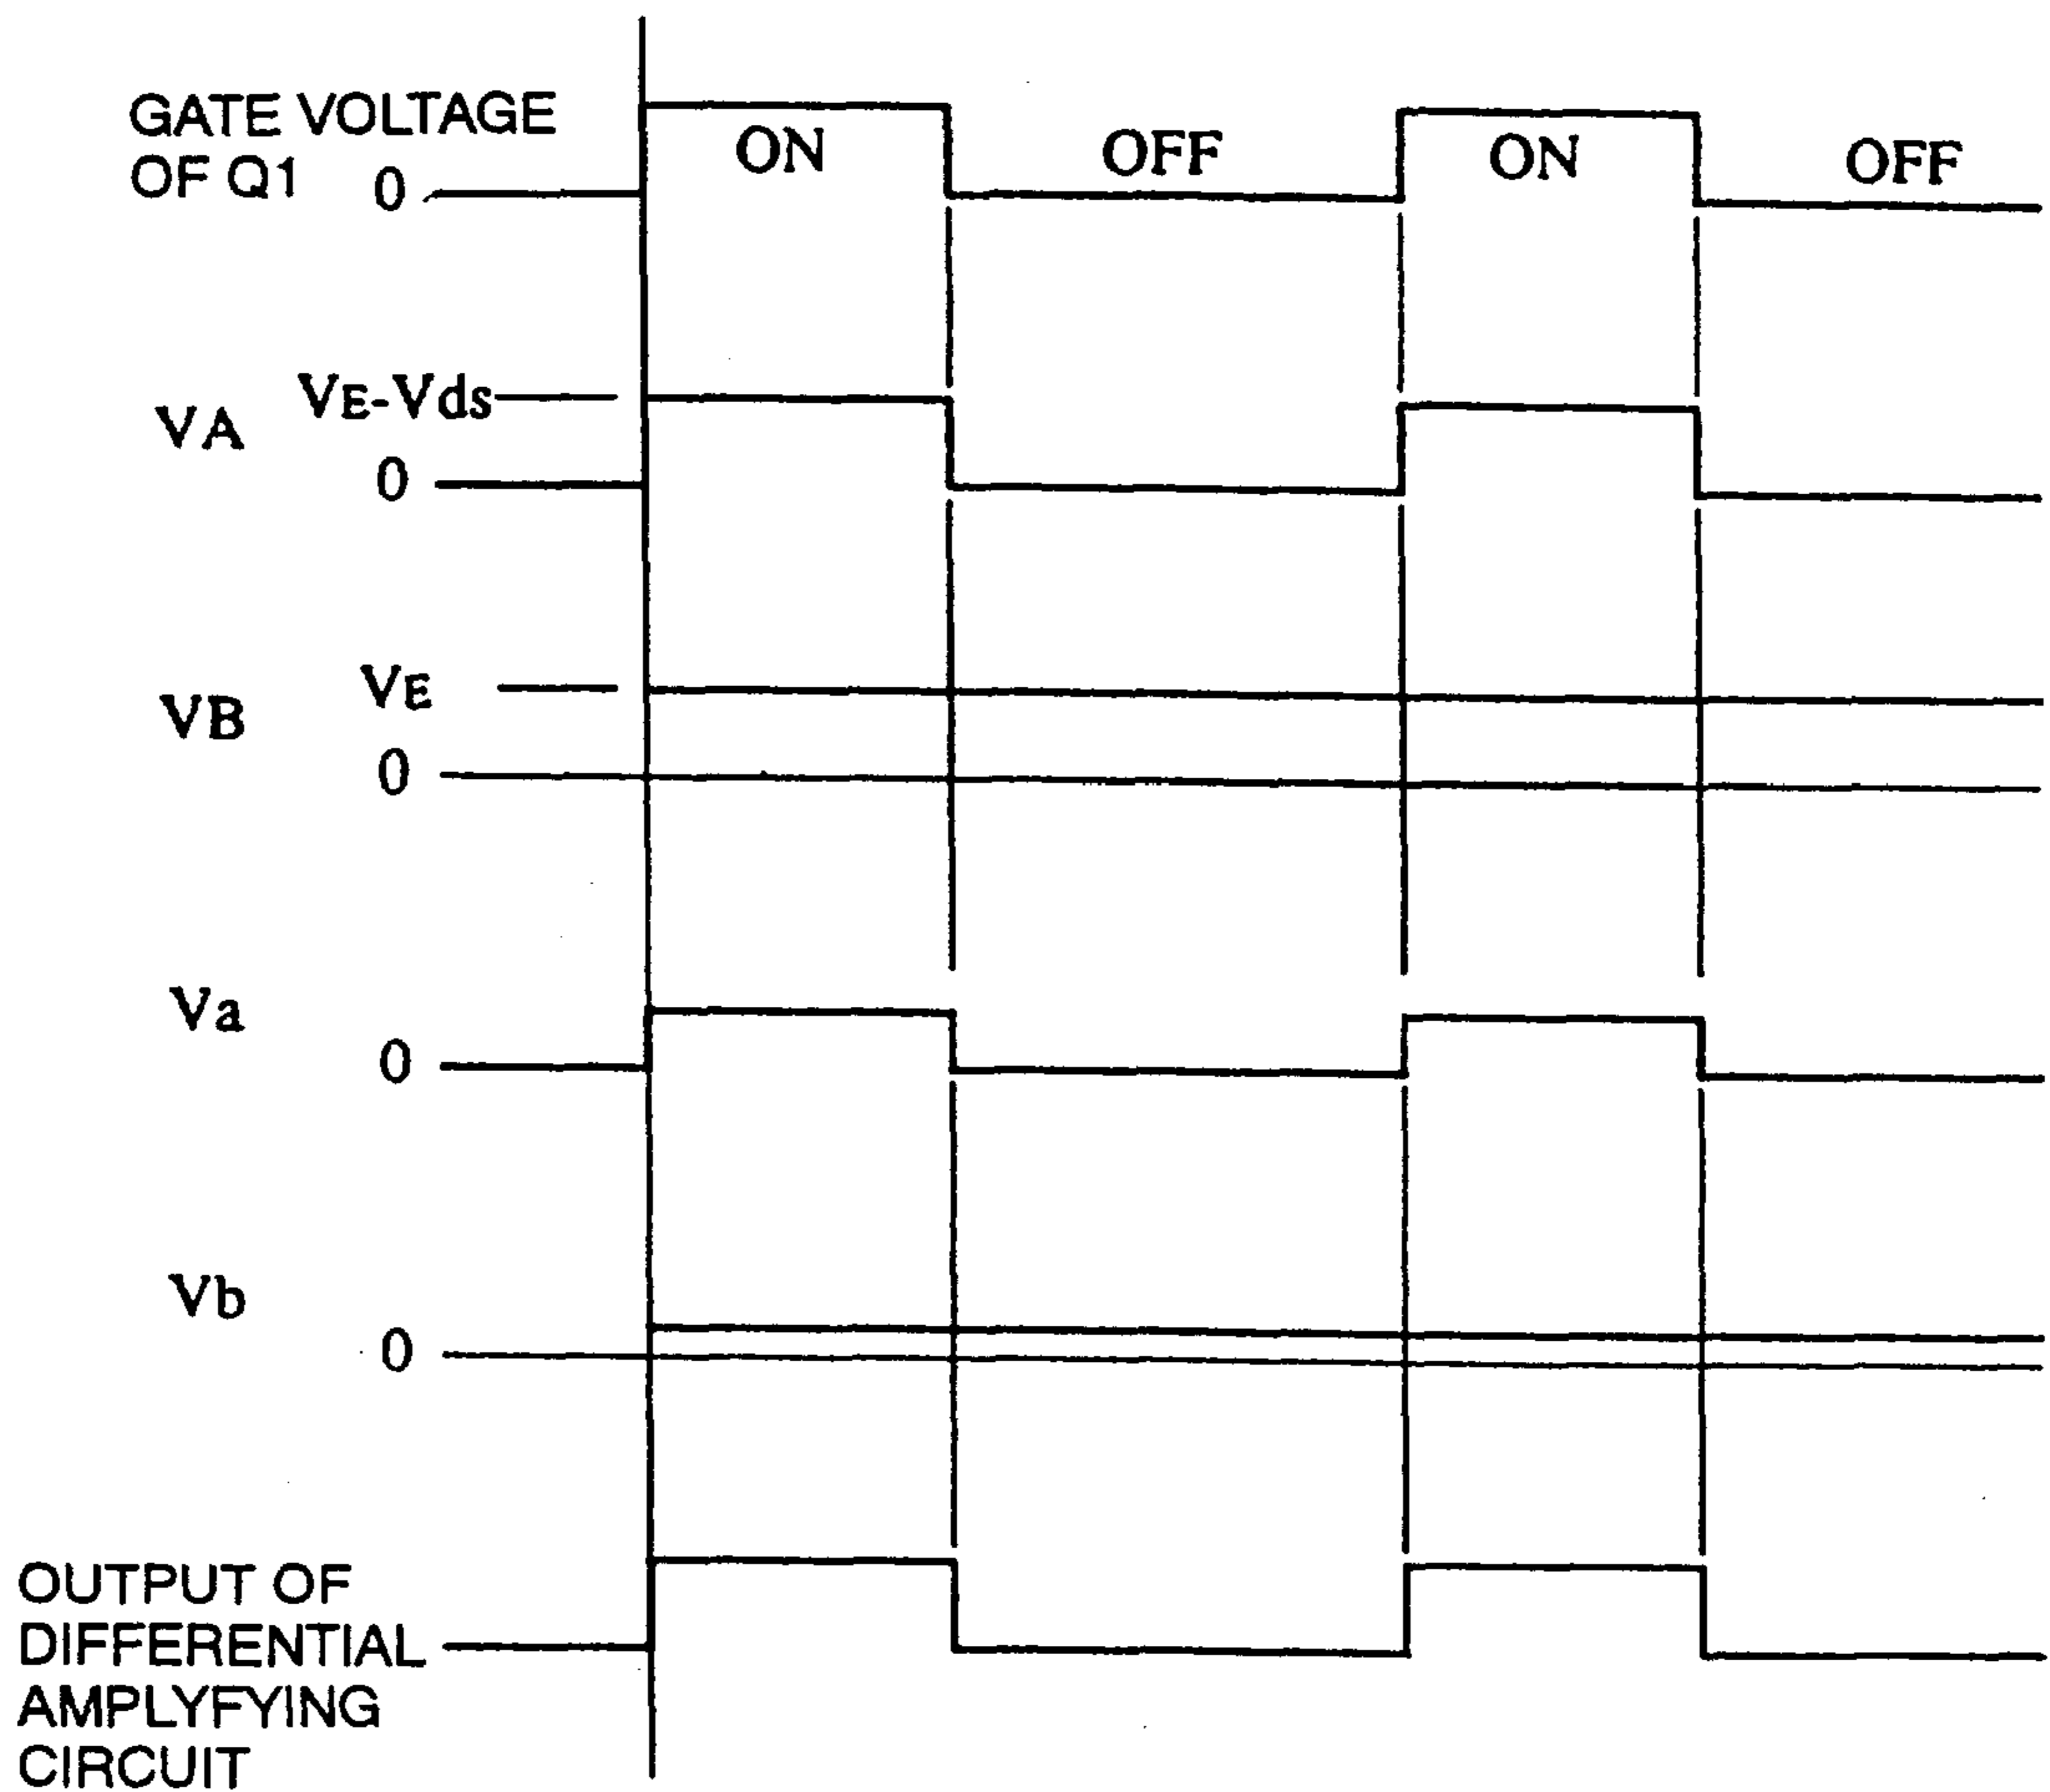 GATE VOLTAGE
OF Q1 0
ON OFF ON OFF
VE-Vds
VA
0
VE
VB
0
Va
0
Vb
0
OUTPUT OF
DIFFERENTIAL
AMPLYFYING
CIRCUIT